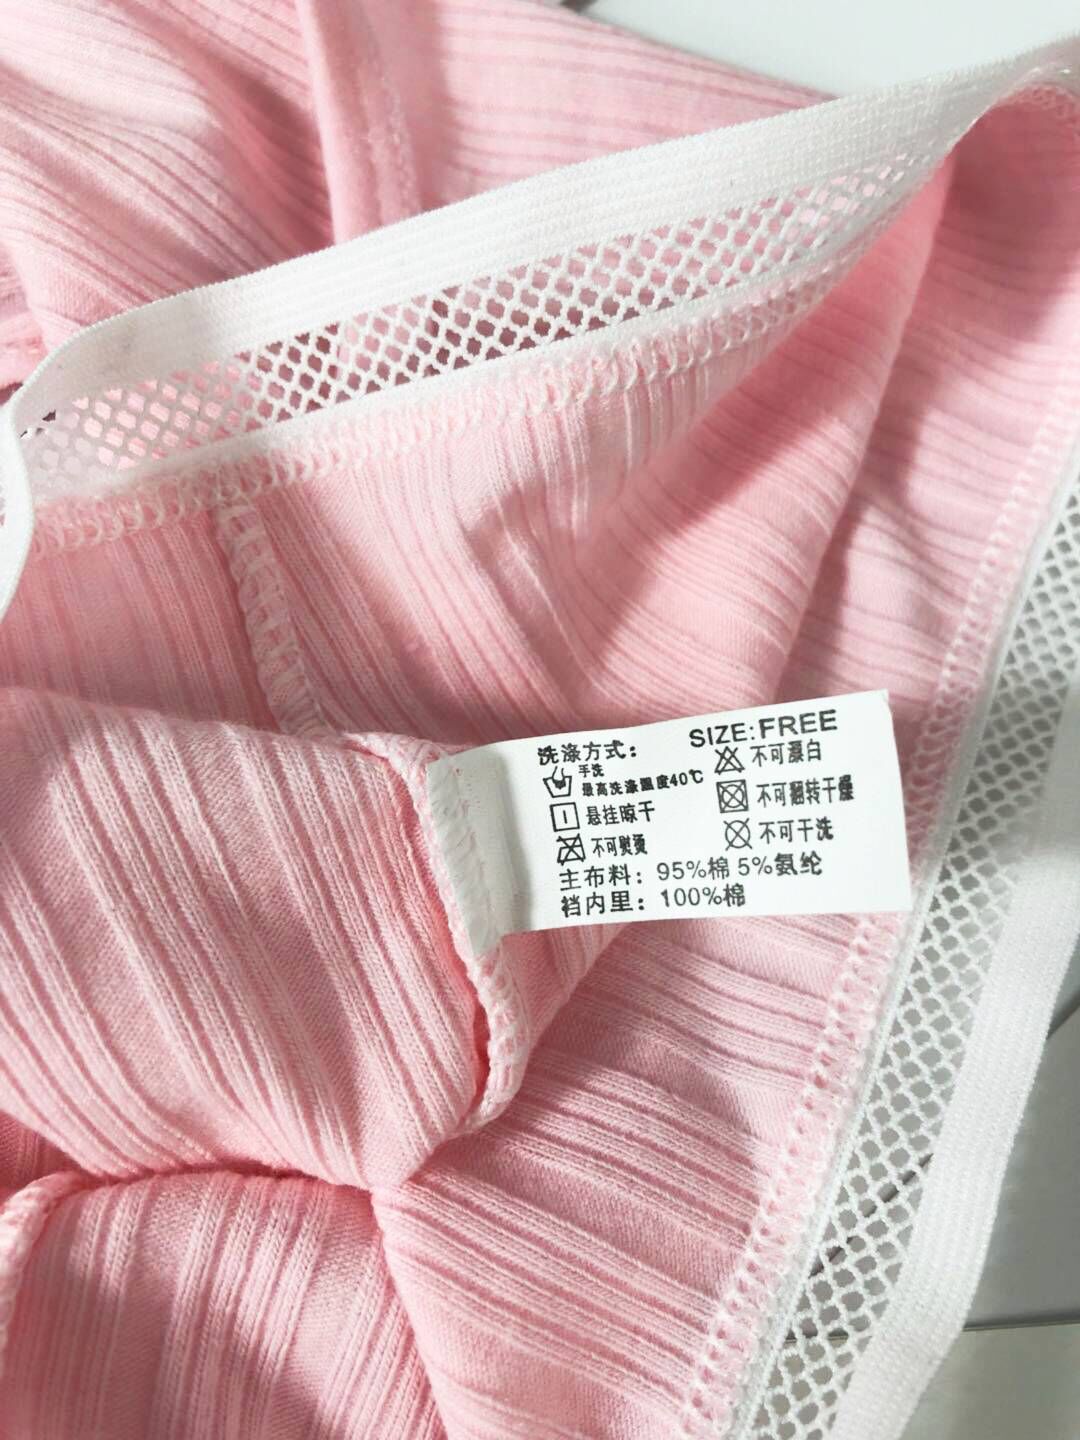 洗涤方式: SIZE:FREE
手洗
最高洗涤温度40℃
不可漂白
悬挂晾干
不可翻转干燥
不可熨烫
不可干洗
主布料: 95%棉 5%氨纶
裆内里: 100%棉